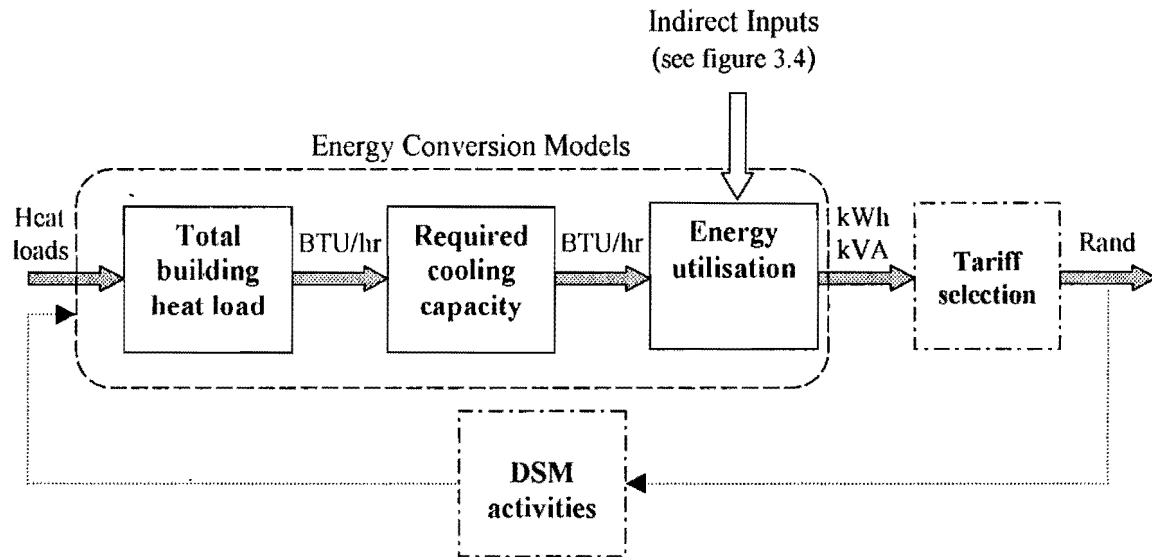 Indirect Inputs
(see figure 3.4)
Energy Conversion Models
Heat
loads
Total
building
heat load
BTU/hr
Required
cooling
capacity
BTU/hr
Energy
utilisation
kWh
kVA
Tariff
selection
Rand
DSM
activities